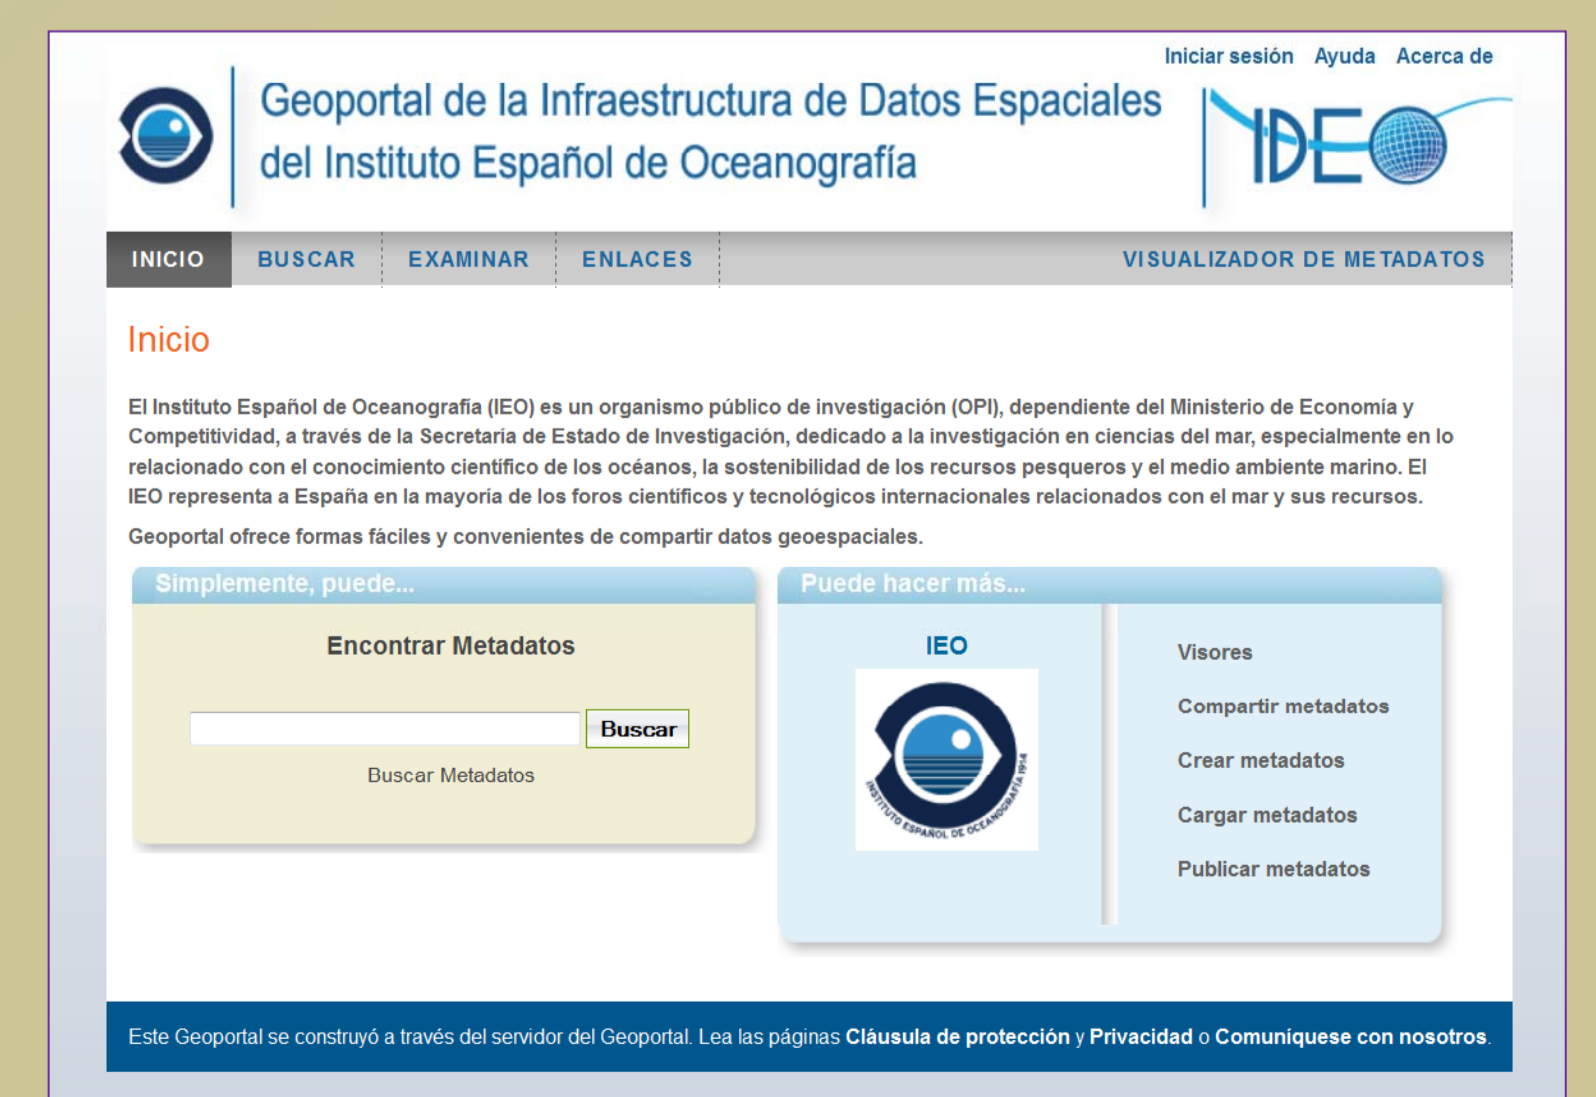 Iniciar sesión Ayuda Acerca de
Geoportal de la Infraestructura de Datos Espaciales
del Instituto Español de Oceanografía
IDEO
INICIO BUSCAR EXAMINAR ENLACES VISUALIZADOR DE METADATOS
Inicio
El Instituto Español de Oceanografía (IEO) es un organismo público de investigación (OPI), dependiente del Ministerio de Economía y
Competitividad, a través de la Secretaría de Estado de Investigación, dedicado a la investigación en ciencias del mar, especialmente en lo
relacionado con el conocimiento científico de los océanos, la sostenibilidad de los recursos pesqueros y el medio ambiente marino. El
IEO representa a España en la mayoría de los foros científicos y tecnológicos internacionales relacionados con el mar y sus recursos.
Geoportal ofrece formas fáciles y convenientes de compartir datos geoespaciales.
Simplemente, puede...
Encontrar Metadatos
Buscar
Buscar Metadatos
Puede hacer más...
IEO
INSTITUTO ESPAÑOL DE OCEANOGRAFÍA 1914
Visores
Compartir metadatos
Crear metadatos
Cargar metadatos
Publicar metadatos
Este Geoportal se construyó a través del servidor del Geoportal. Lea las páginas Cláusula de protección y Privacidad o Comuníquese con nosotros.